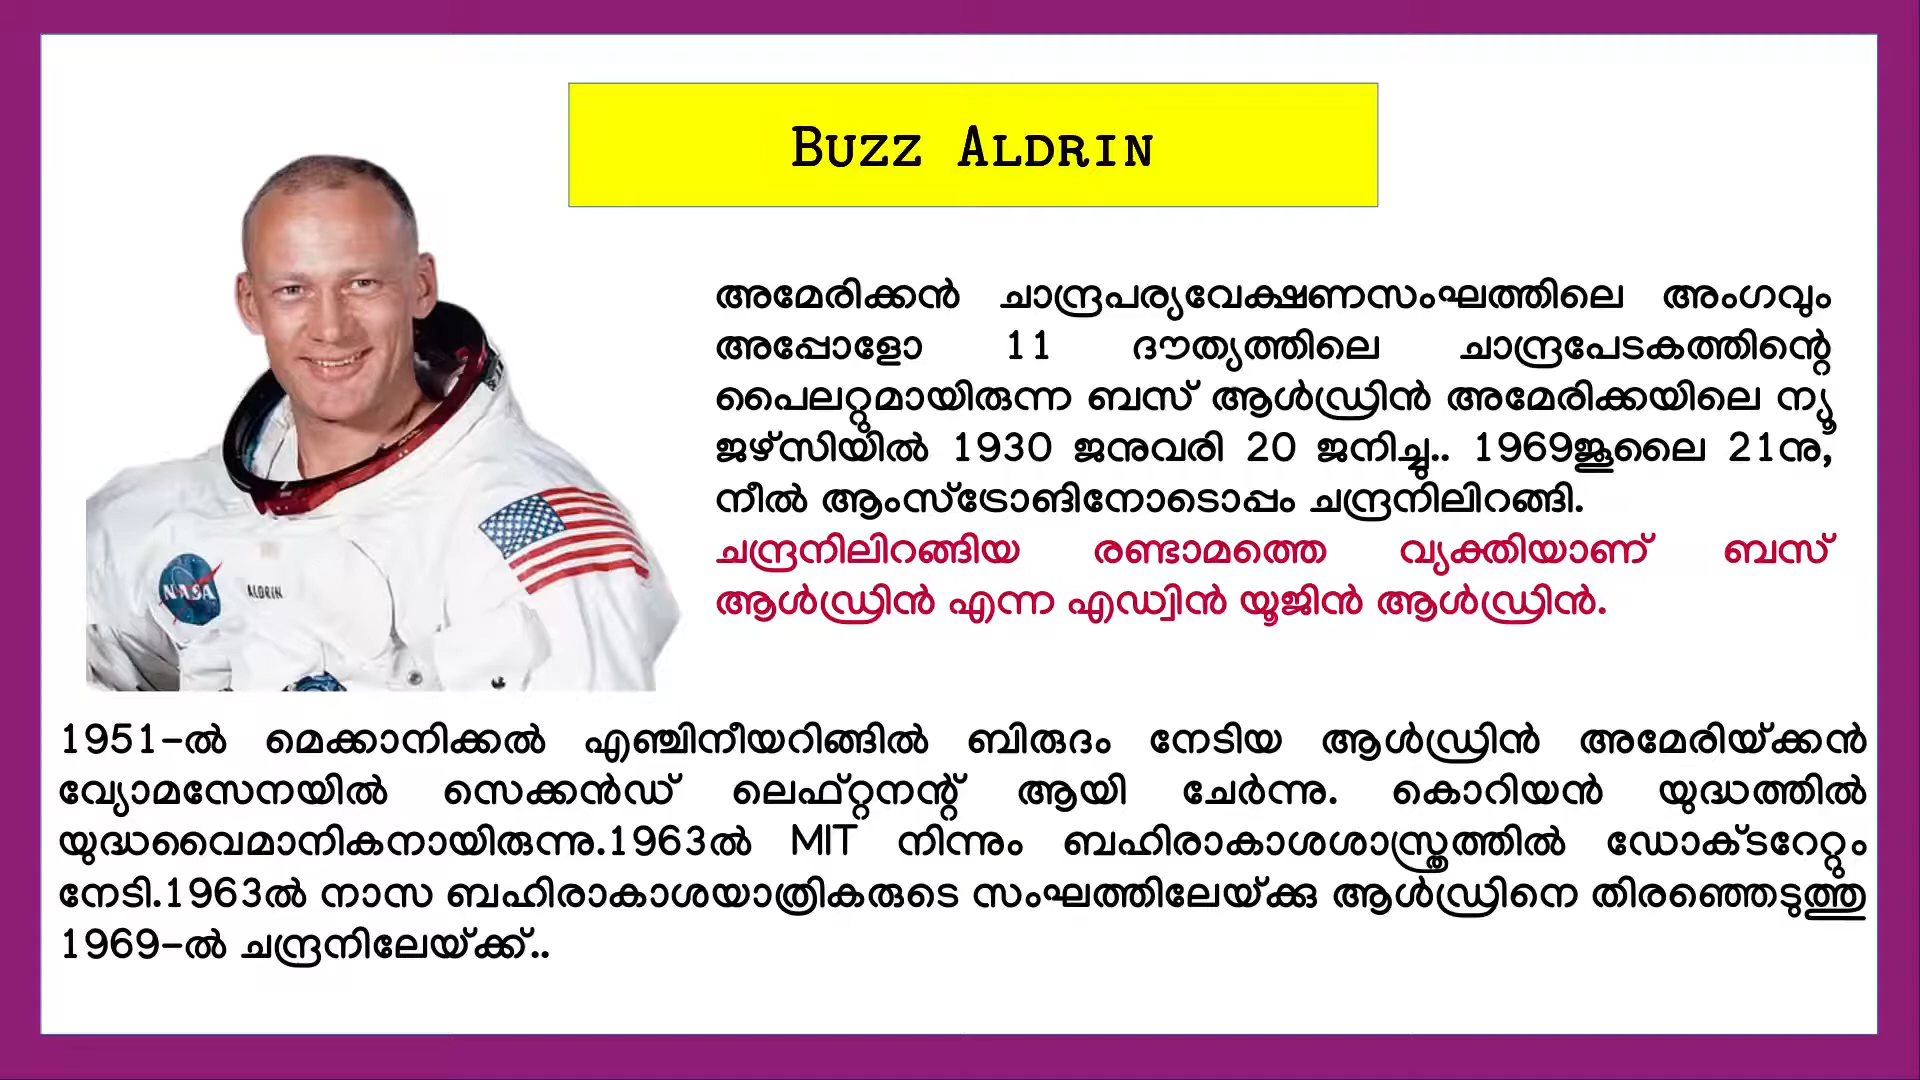 Buzz Aldrin
അമേരിക്കൻ ചാന്ദ്രപര്യവേക്ഷണസംഘത്തിലെ അംഗവും
അപ്പോളോ 11 ദൗത്യത്തിലെ ചാന്ദ്രപേടകത്തിന്റെ
പൈലറ്റുമായിരുന്ന ബസ് ആൾഡ്രിൻ അമേരിക്കയിലെ ന്യൂ
ജഴ്സിയിൽ 1930 ജനുവരി 20 ജനിച്ചു.. 1969ജൂലൈ 21നു,
നീൽ ആംസ്ട്രോങിനോടൊപ്പം ചന്ദ്രനിലിറങ്ങി.
ചന്ദ്രനിലിറങ്ങിയ രണ്ടാമത്തെ വ്യക്തിയാണ് ബസ്
ആൾഡ്രിൻ എന്ന എഡ്വിൻ യൂജിൻ ആൾഡ്രിൻ.
NASA ALDRIN
1951-ൽ മെക്കാനിക്കൽ എഞ്ചിനീയറിങ്ങിൽ ബിരുദം നേടിയ ആൾഡ്രിൻ അമേരിയ്ക്കൻ
വ്യോമസേനയിൽ സെക്കൻഡ് ലെഫ്റ്റനന്റ് ആയി ചേർന്നു. കൊറിയൻ യുദ്ധത്തിൽ
യുദ്ധവൈമാനികനായിരുന്നു.1963ൽ MIT നിന്നും ബഹിരാകാശശാസ്ത്രത്തിൽ ഡോക്ടറേറ്റും
നേടി.1963ൽ നാസ ബഹിരാകാശയാത്രികരുടെ സംഘത്തിലേയ്ക്കു ആൾഡ്രിനെ തിരഞ്ഞെടുത്തു
1969-ൽ ചന്ദ്രനിലേയ്ക്ക്..